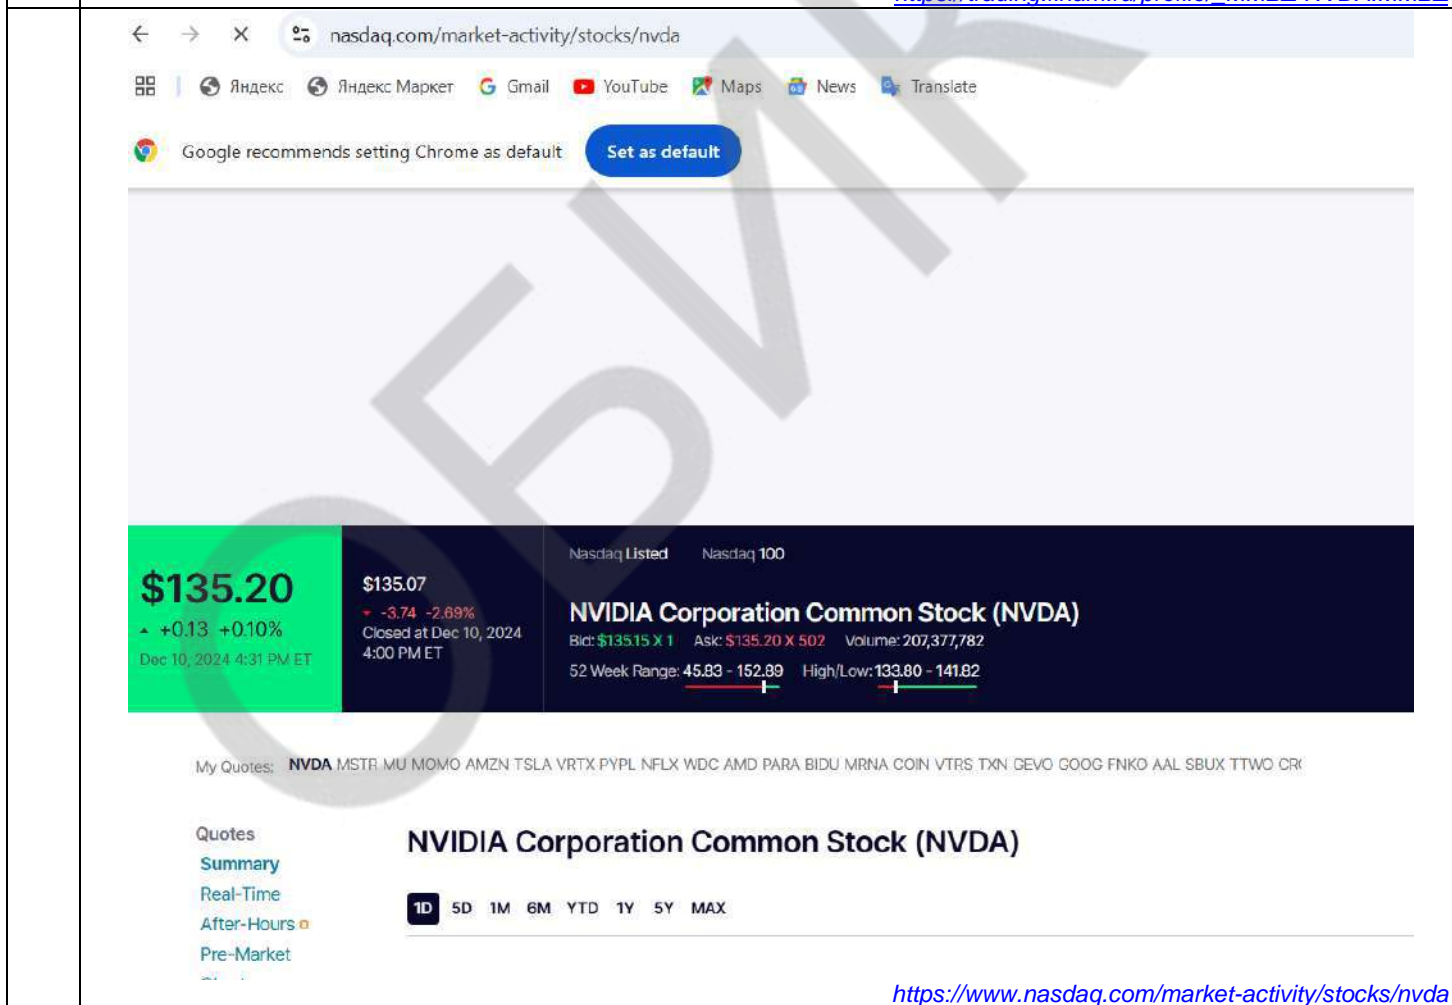 nasdaq.com/market-activity/stocks/nvda
Яндекс Яндекс Маркет Gmail YouTube Maps News Translate
Google recommends setting Chrome as default Set as default
ОБИК
Nasdaq Listed Nasdaq 100
$135.20
+0.13 +0.10%
Dec 10, 2024 4:31 PM ET
$135.07
-3.74 -2.69%
Closed at Dec 10, 2024
4:00 PM ET
NVIDIA Corporation Common Stock (NVDA)
Bid: $135.15 X 1 Ask: $135.20 X 502 Volume: 207,377,782
52 Week Range: 45.83 - 152.89 High/Low: 133.80 - 141.82
My Quotes: NVDA MSTR MU MOMO AMZN TSLA VRTX PYPL NFLX WDC AMD PARA BIDU MRNA COIN VTRS TXN GEVO GOOG FNKO AAL SBUX TTWO
Quotes
Summary
Real-Time
After-Hours
Pre-Market
NVIDIA Corporation Common Stock (NVDA)
1D 5D 1M 6M YTD 1Y 5Y MAX
https://www.nasdaq.com/market-activity/stocks/nvda